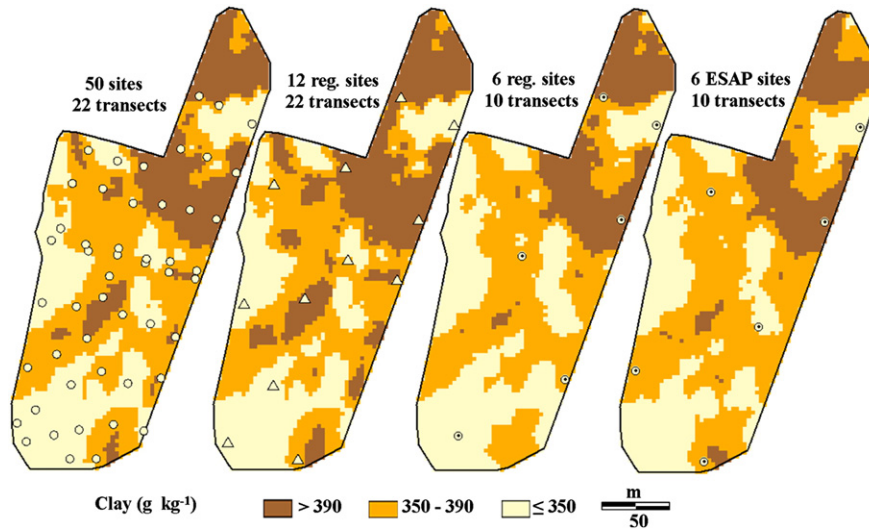 50 sites
22 transects
12 reg. sites
22 transects
6 reg. sites
10 transects
6 ESAP sites
10 transects
Clay (g kg-1) > 390 350 - 390 ≤ 350 m
50